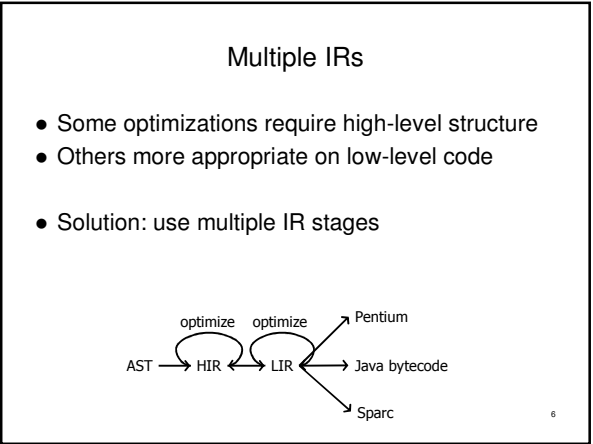 Multiple IRs
● Some optimizations require high-level structure
● Others more appropriate on low-level code
● Solution: use multiple IR stages
optimize optimize
Pentium
AST HIR LIR Java bytecode
Sparc
6